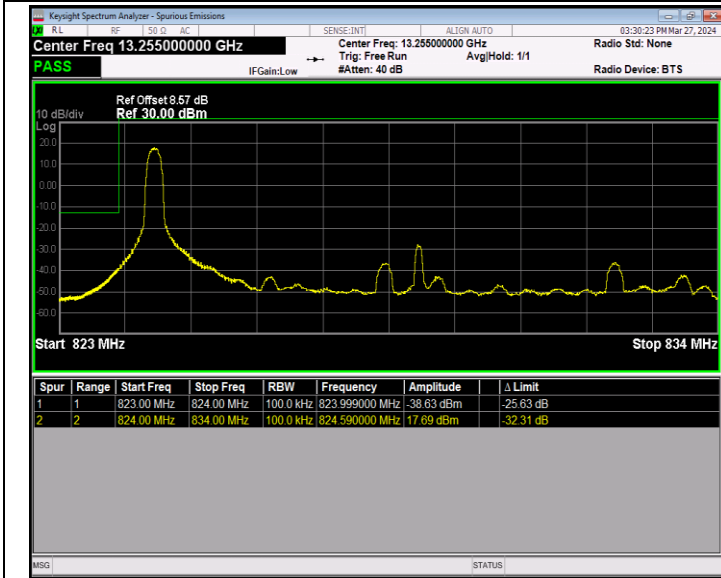 Keysight Spectrum Analyzer - Spurious Emissions
RL RF 50 Ω AC SENSE:INT ALIGN AUTO 03:30:23 PM Mar 27, 2024
Center Freq 13.255000000 GHz Center Freq: 13.255000000 GHz Radio Std: None
Trig: Free Run Avg|Hold: 1/1
PASS IFGain:Low #Atten: 40 dB Radio Device: BTS
Ref Offset 8.57 dB
10 dB/div Ref 30.00 dBm
Log
20.0
10.0
0.00
-10.0
-20.0
-30.0
-40.0
-50.0
-60.0
Start 823 MHz Stop 834 MHz
Spur Range Start Freq Stop Freq RBW Frequency Amplitude Δ Limit
1 1 823.00 MHz 824.00 MHz 100.0 kHz 823.999000 MHz -38.63 dBm -25.63 dB
2 2 824.00 MHz 834.00 MHz 100.0 kHz 824.590000 MHz 17.69 dBm -32.31 dB
MSG STATUS